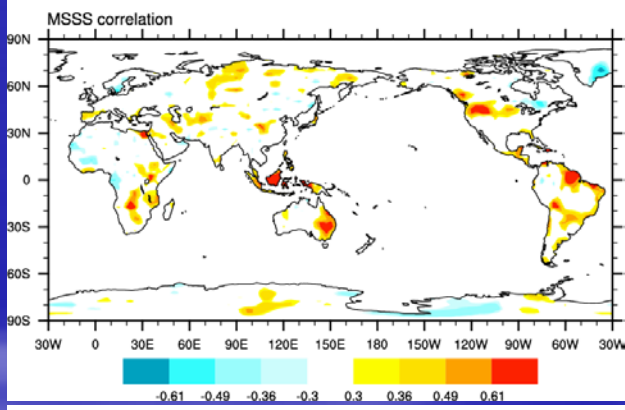 MSSS correlation
90N
60N
30N
0
30S
60S
90S
30W 0 30E 60E 90E 120E 150E 180 150W 120W 90W 60W 30W
-0.61 -0.49 -0.36 -0.3 0.3 0.36 0.49 0.61